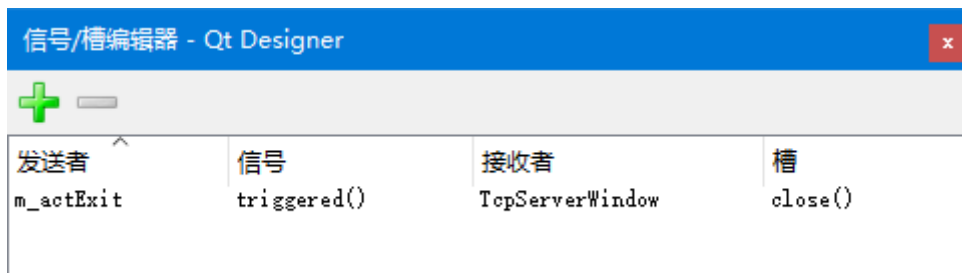 信号/槽编辑器 - Qt Designer
x
发送者 信号 接收者 槽
m_actExit triggered() TcpServerWindow close()